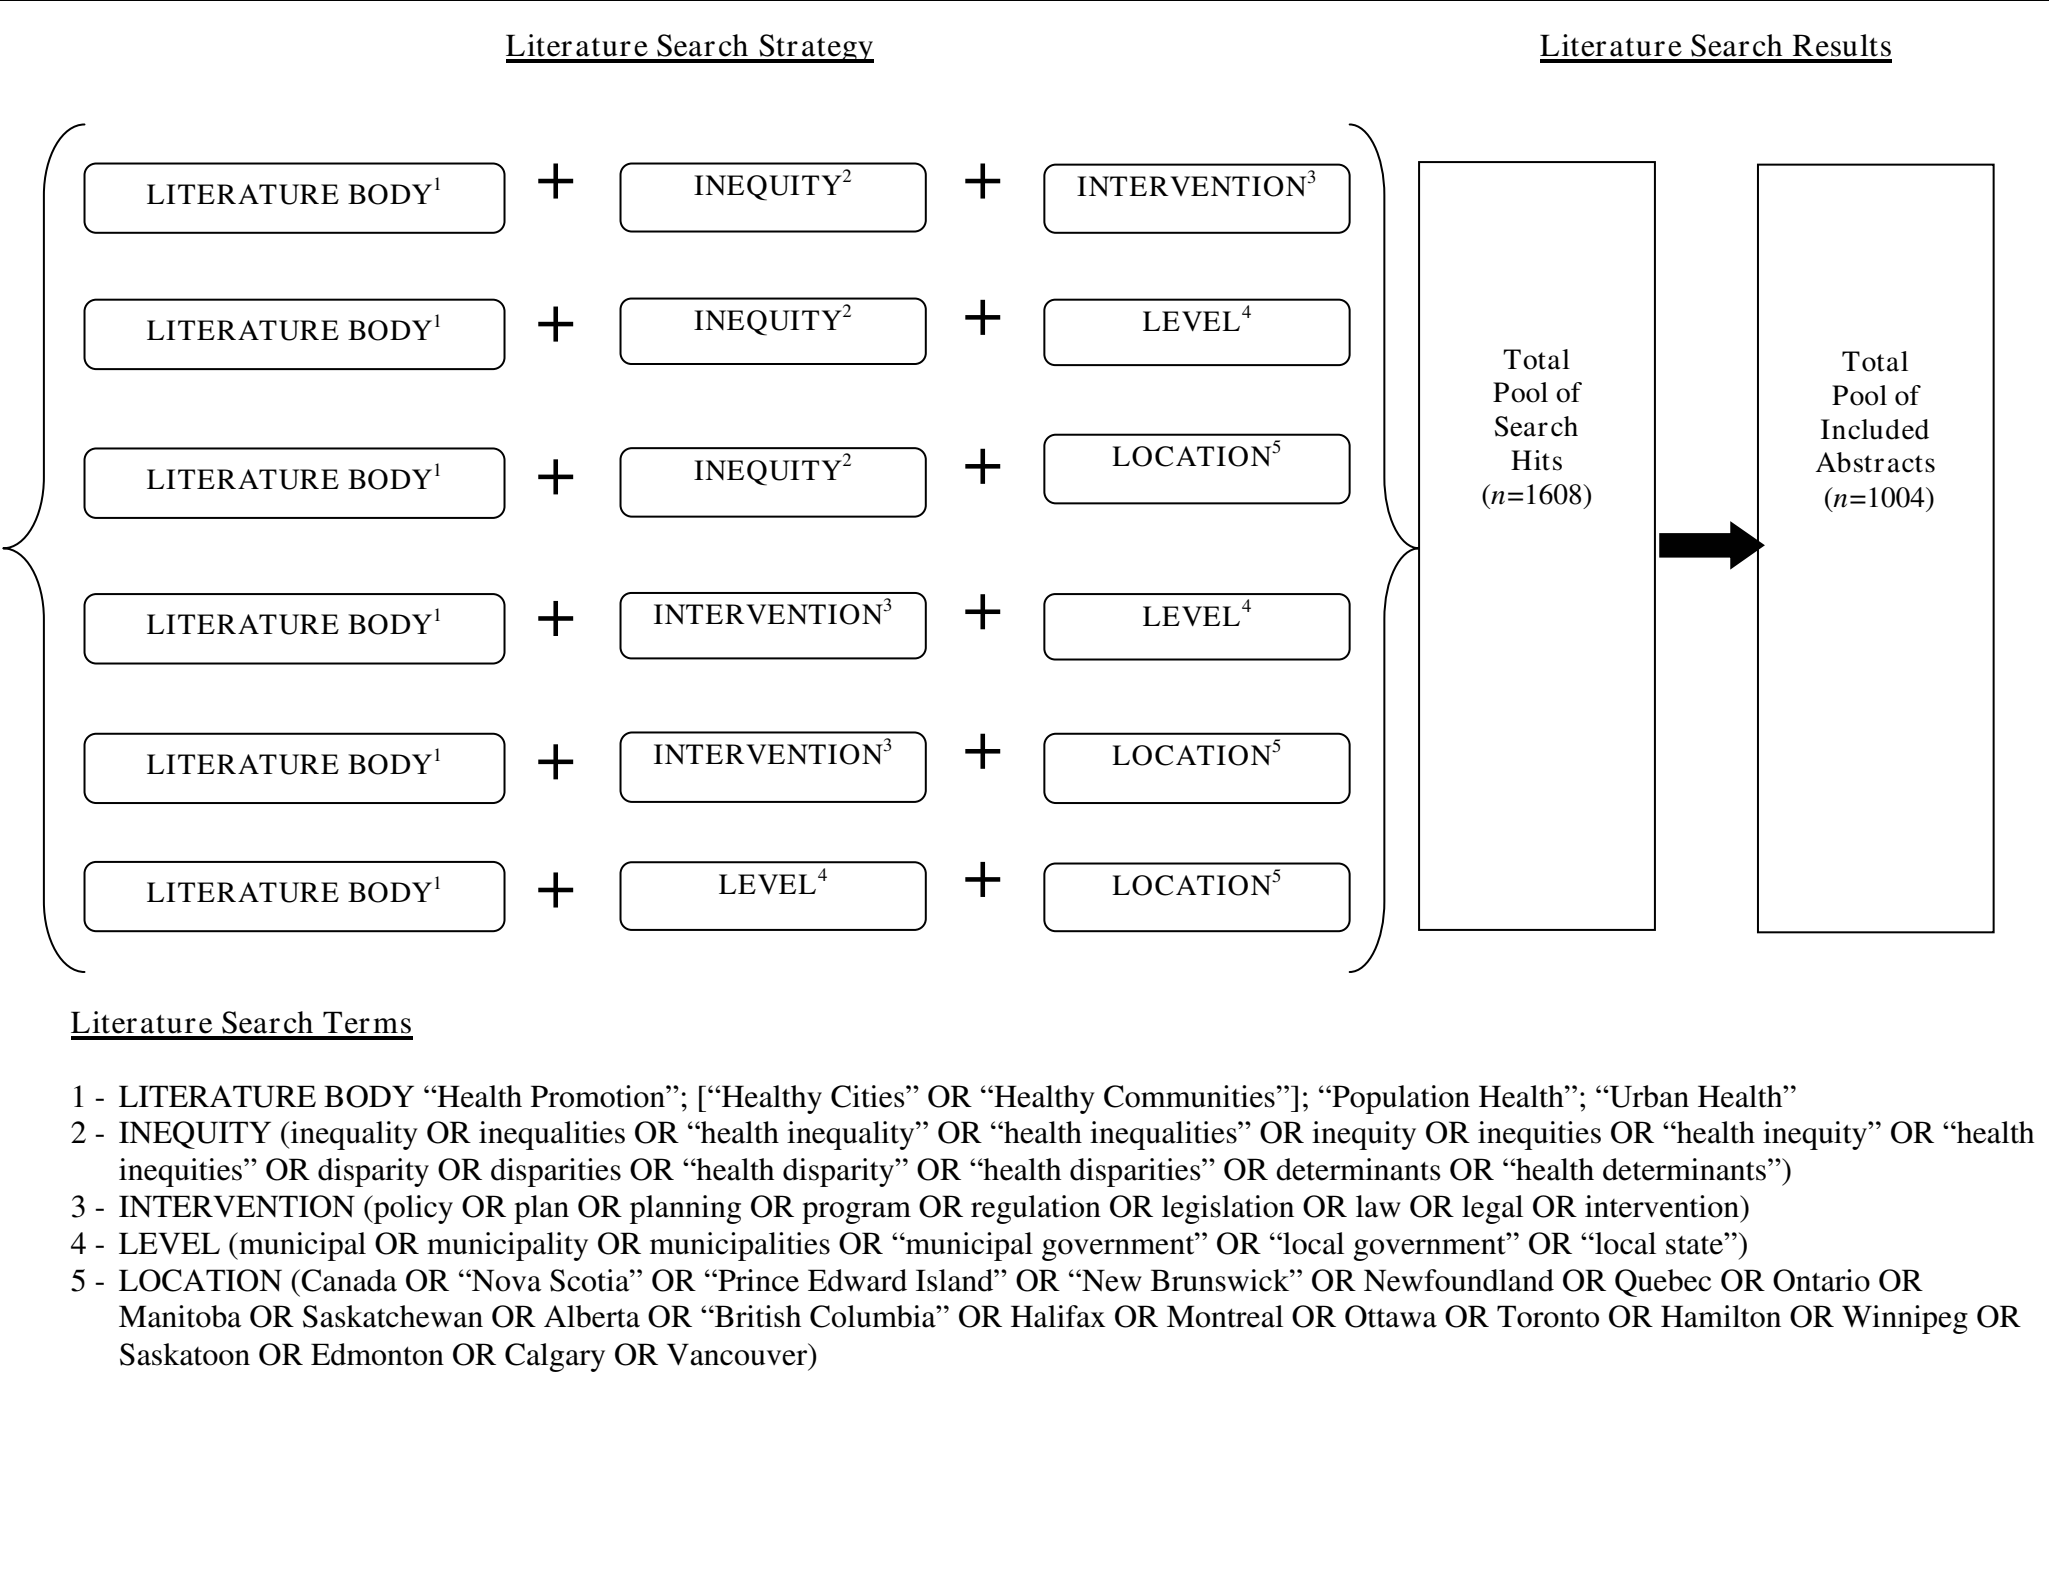 Literature Search Strategy
Literature Search Results
LITERATURE BODY¹ + INEQUITY² + INTERVENTION³
LITERATURE BODY¹ + INEQUITY² + LEVEL⁴
LITERATURE BODY¹ + INEQUITY² + LOCATION⁵
LITERATURE BODY¹ + INTERVENTION³ + LEVEL⁴
LITERATURE BODY¹ + INTERVENTION³ + LOCATION⁵
LITERATURE BODY¹ + LEVEL⁴ + LOCATION⁵
Total
Pool of
Search
Hits
(n=1608)
Total
Pool of
Included
Abstracts
(n=1004)
Literature Search Terms
1 - LITERATURE BODY “Health Promotion”; [“Healthy Cities” OR “Healthy Communities”]; “Population Health”; “Urban Health”
2 - INEQUITY (inequality OR inequalities OR “health inequality” OR “health inequalities” OR inequity OR inequities OR “health inequity” OR “health
inequities” OR disparity OR disparities OR “health disparity” OR “health disparities” OR determinants OR “health determinants”)
3 - INTERVENTION (policy OR plan OR planning OR program OR regulation OR legislation OR law OR legal OR intervention)
4 - LEVEL (municipal OR municipality OR municipalities OR “municipal government” OR “local government” OR “local state”)
5 - LOCATION (Canada OR “Nova Scotia” OR “Prince Edward Island” OR “New Brunswick” OR Newfoundland OR Quebec OR Ontario OR
Manitoba OR Saskatchewan OR Alberta OR “British Columbia” OR Halifax OR Montreal OR Ottawa OR Toronto OR Hamilton OR Winnipeg OR
Saskatoon OR Edmonton OR Calgary OR Vancouver)